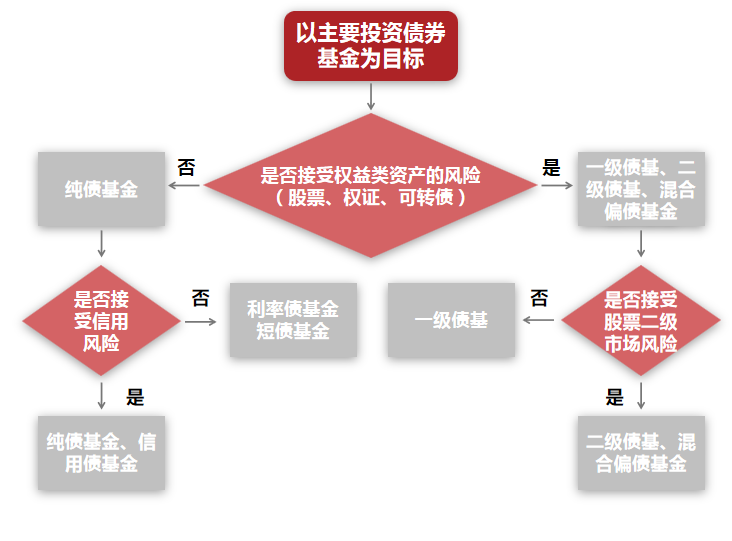 以主要投资债券
基金为目标
否
是
纯债基金
是否接受权益类资产的风险
（股票、权证、可转债）
一级债基、二
级债基、混合
偏债基金
是否接
受信用
风险
否
利率债基金
短债基金
一级债基
否
是否接受
股票二级
市场风险
是
是
纯债基金、信
用债基金
二级债基、混
合偏债基金